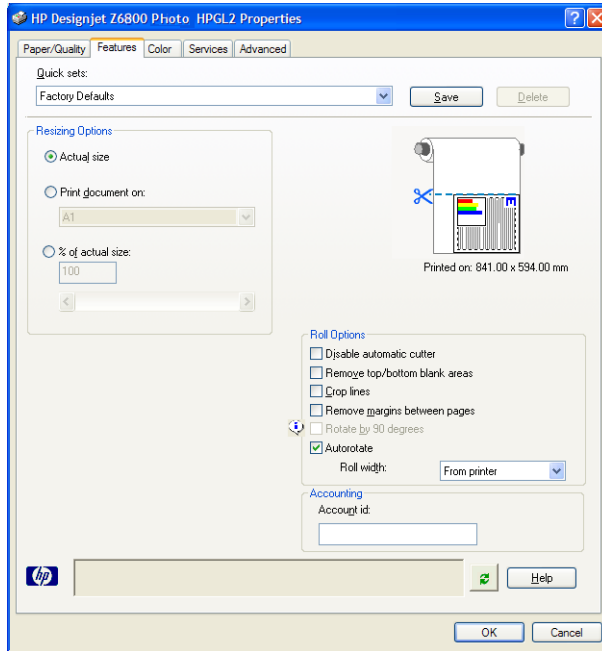 HP Designjet Z6800 Photo HPGL2 Properties
Paper/Quality Features Color Services Advanced
Quick sets:
Factory Defaults Save Delete
Resizing Options
Actual size
Print document on:
A1
% of actual size:
100
Printed on: 841.00 x 594.00 mm
Roll Options
Disable automatic cutter
Remove top/bottom blank areas
Crop lines
Remove margins between pages
Rotate by 90 degrees
Autorotate
Roll width: From printer
Accounting
Account id:
hp Help
OK Cancel